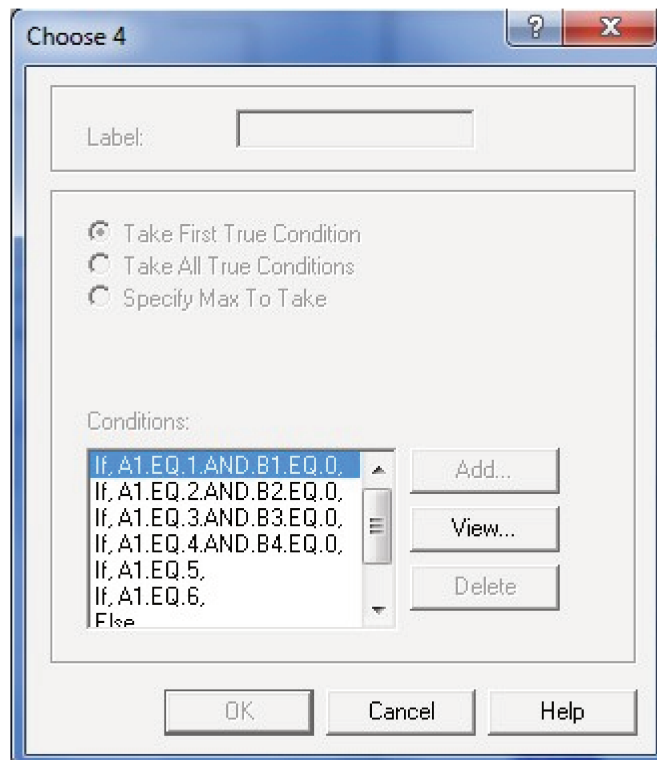 Choose 4
?
X
Label:
Take First True Condition
Take All True Conditions
Specify Max To Take
Conditions:
If, A1.EQ.1.AND.B1.EQ.0,
If, A1.EQ.2.AND.B2.EQ.0,
If, A1.EQ.3.AND.B3.EQ.0,
If, A1.EQ.4.AND.B4.EQ.0,
If, A1.EQ.5,
If, A1.EQ.6,
Else
Add...
View...
Delete
OK
Cancel
Help